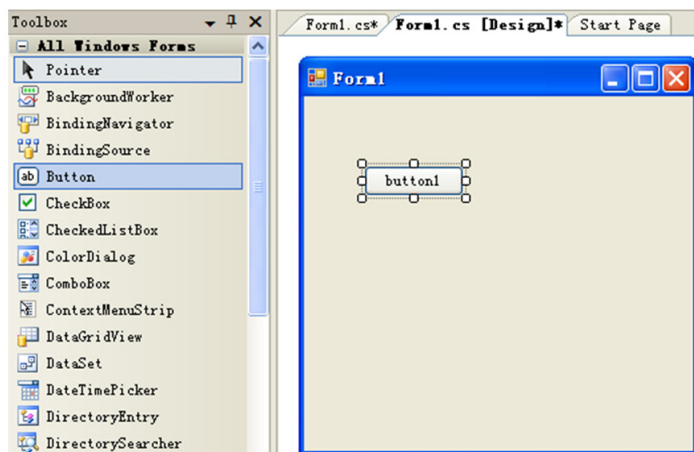 Toolbox
Form1.cs* Form1.cs [Design]* Start Page
All Windows Forms
Pointer
BackgroundWorker
BindingNavigator
BindingSource
ab Button
CheckBox
CheckedListBox
ColorDialog
ComboBox
ContextMenuStrip
DataGridView
DataSet
DateTimePicker
DirectoryEntry
DirectorySearcher
Form1
button1